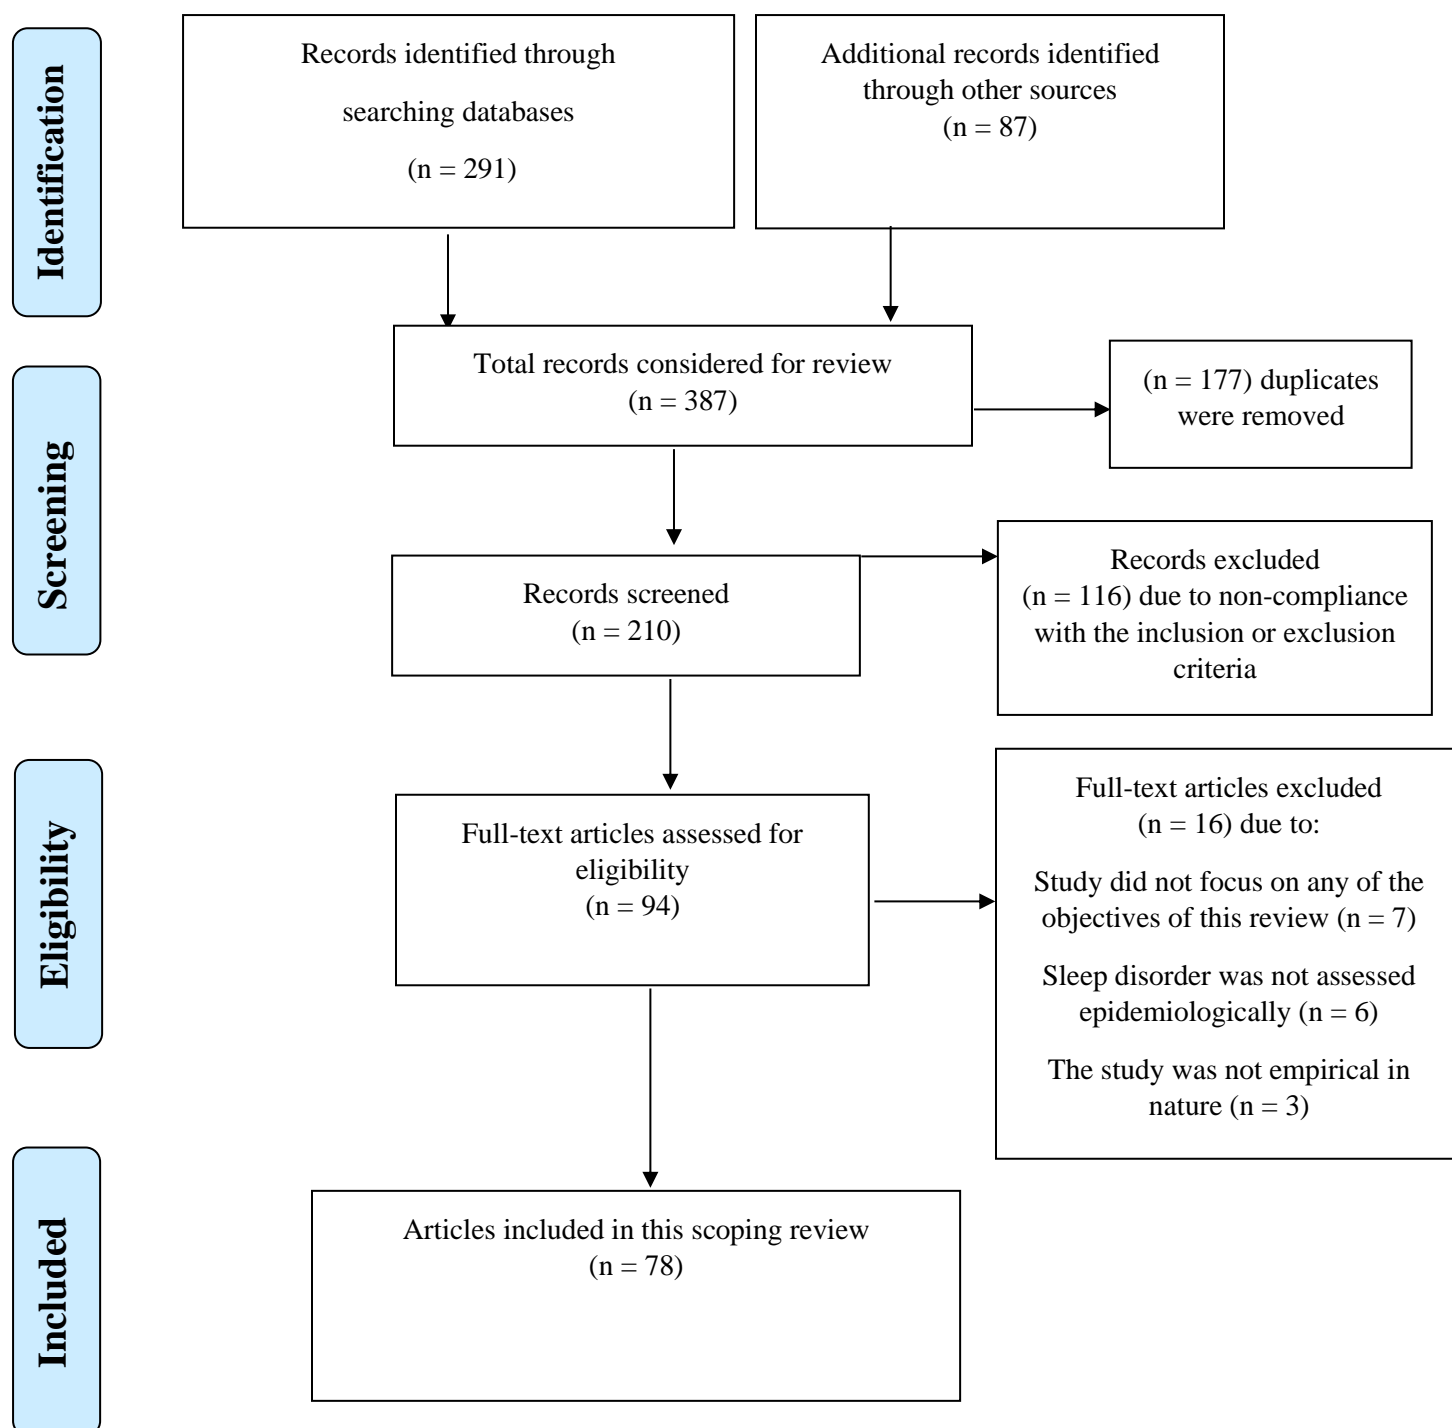 Identification
Records identified through
searching databases
(n = 291)
Additional records identified
through other sources
(n = 87)
Screening
Total records considered for review
(n = 387)
(n = 177) duplicates
were removed
Records screened
(n = 210)
Records excluded
(n = 116) due to non-compliance
with the inclusion or exclusion
criteria
Eligibility
Full-text articles assessed for
eligibility
(n = 94)
Full-text articles excluded
(n = 16) due to:
Study did not focus on any of the
objectives of this review (n = 7)
Sleep disorder was not assessed
epidemiologically (n = 6)
The study was not empirical in
nature (n = 3)
Included
Articles included in this scoping review
(n = 78)